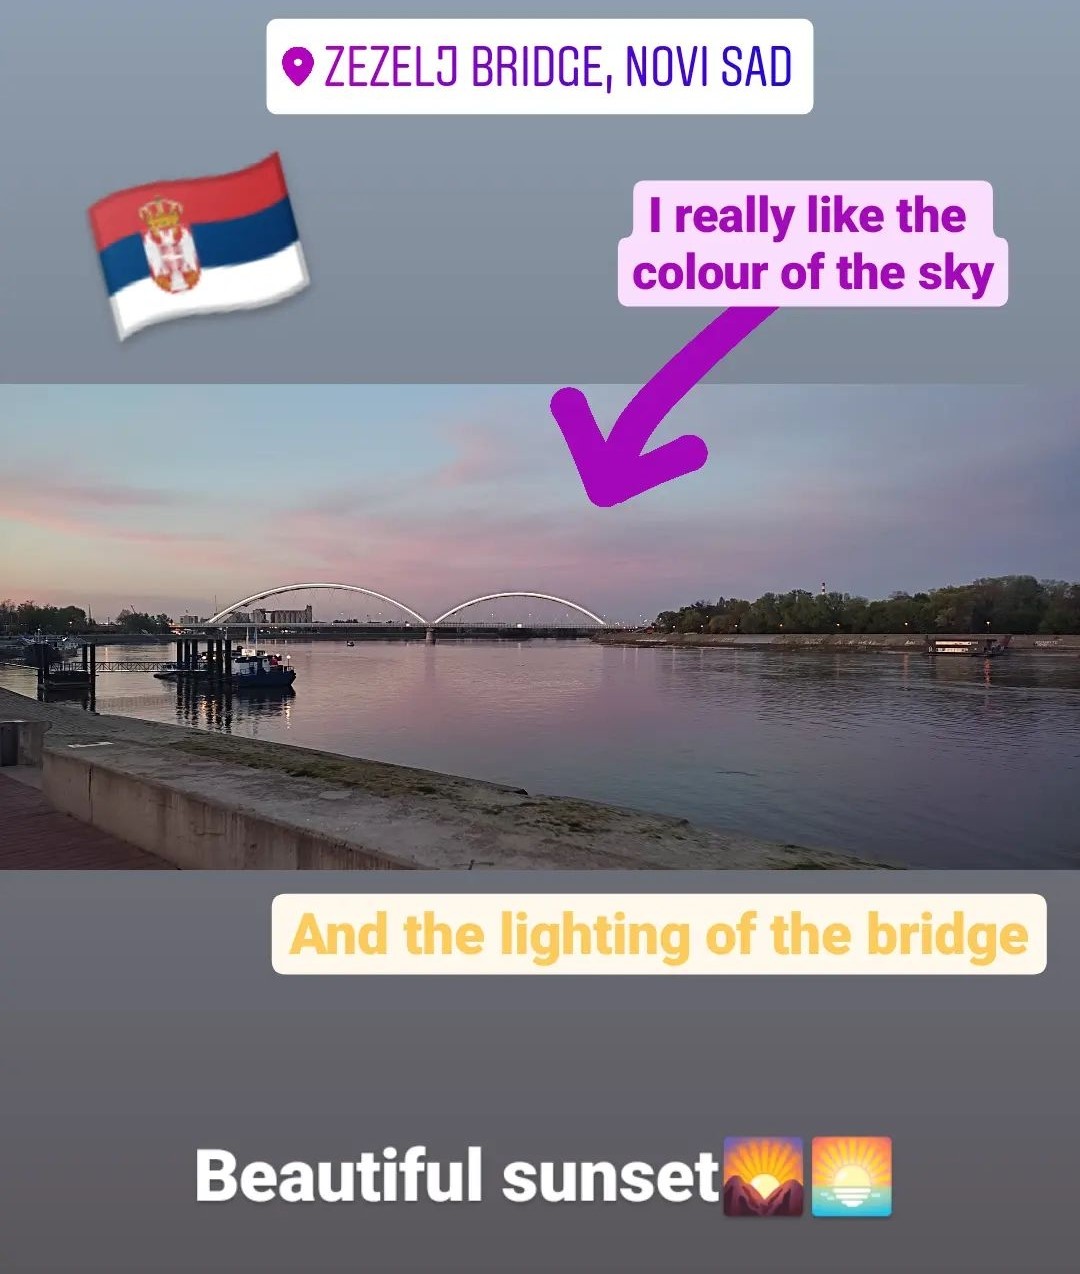 ZEZELJ BRIDGE, NOVI SAD
I really like the
colour of the sky
And the lighting of the bridge
Beautiful sunset